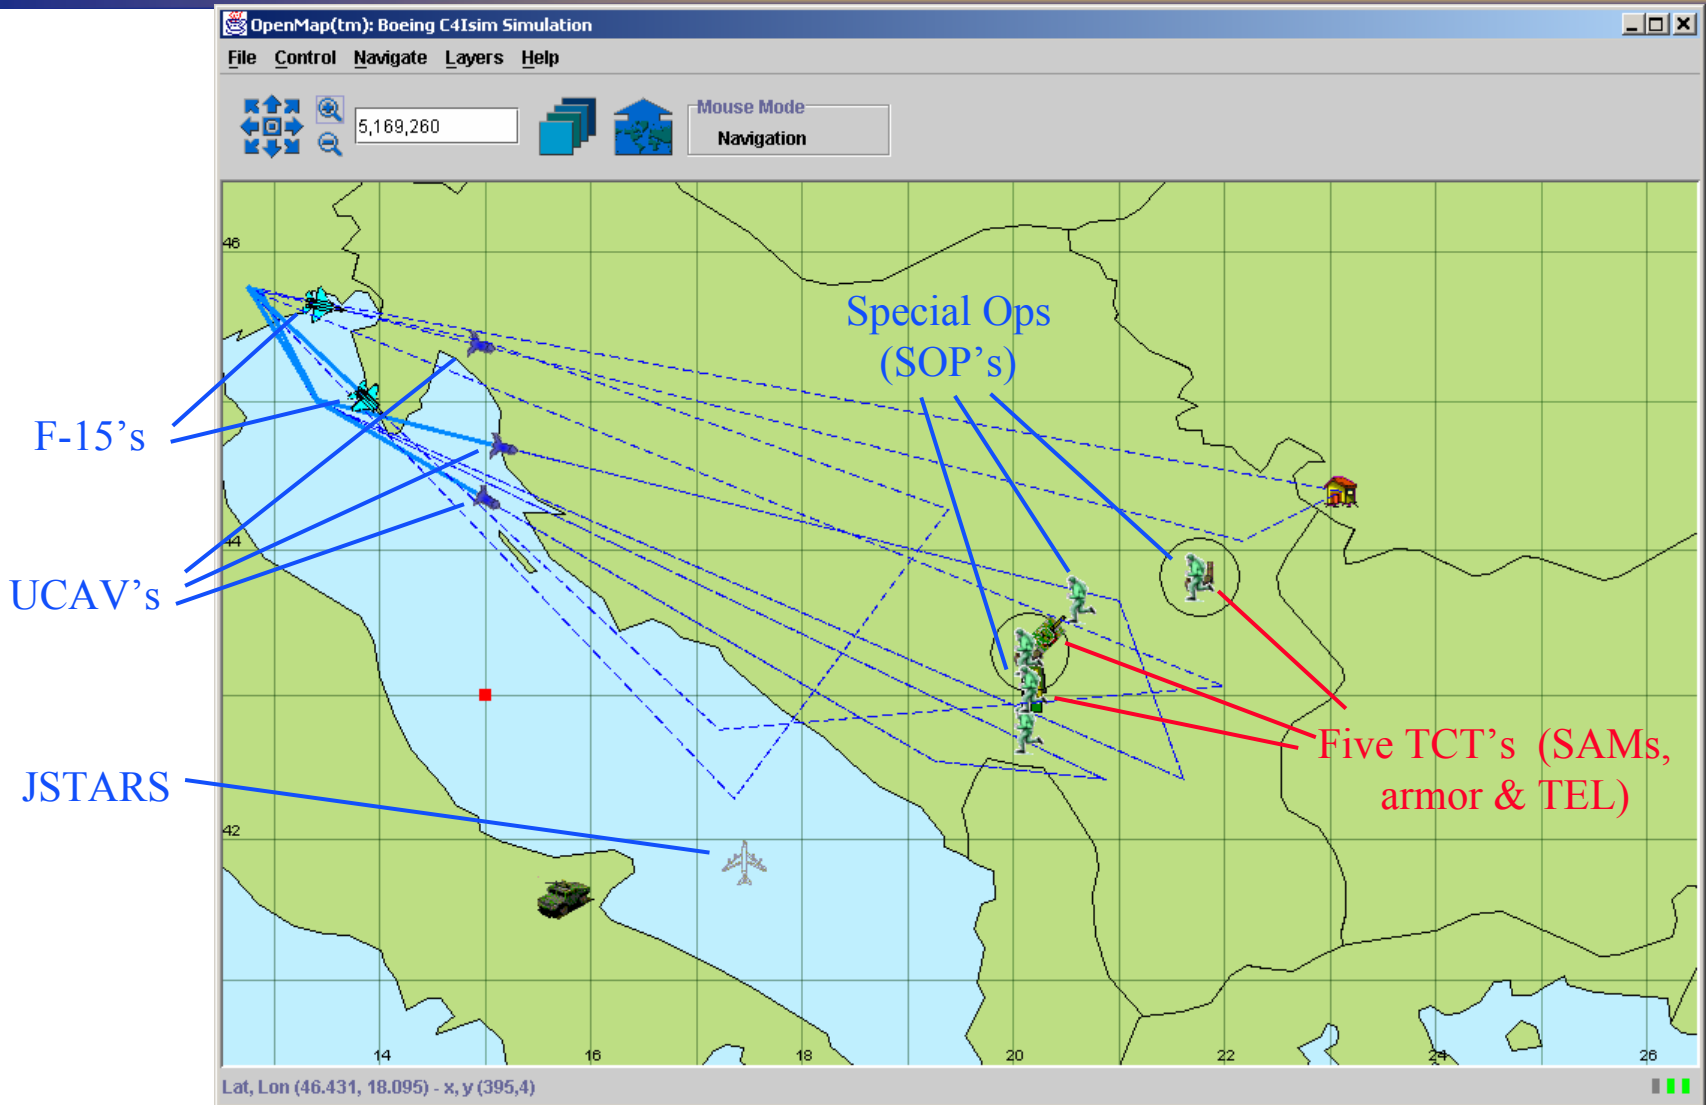 OpenMap(tm): Boeing C4Isim Simulation
File Control Navigate Layers Help
5,169,260
Mouse Mode
Navigation
46
44
42
14 16 18 20 22 24 26
Special Ops
(SOP's)
F-15's
UCAV's
JSTARS
Five TCT's (SAMs,
armor & TEL)
Lat, Lon (46.431, 18.095) - x, y (395,4)